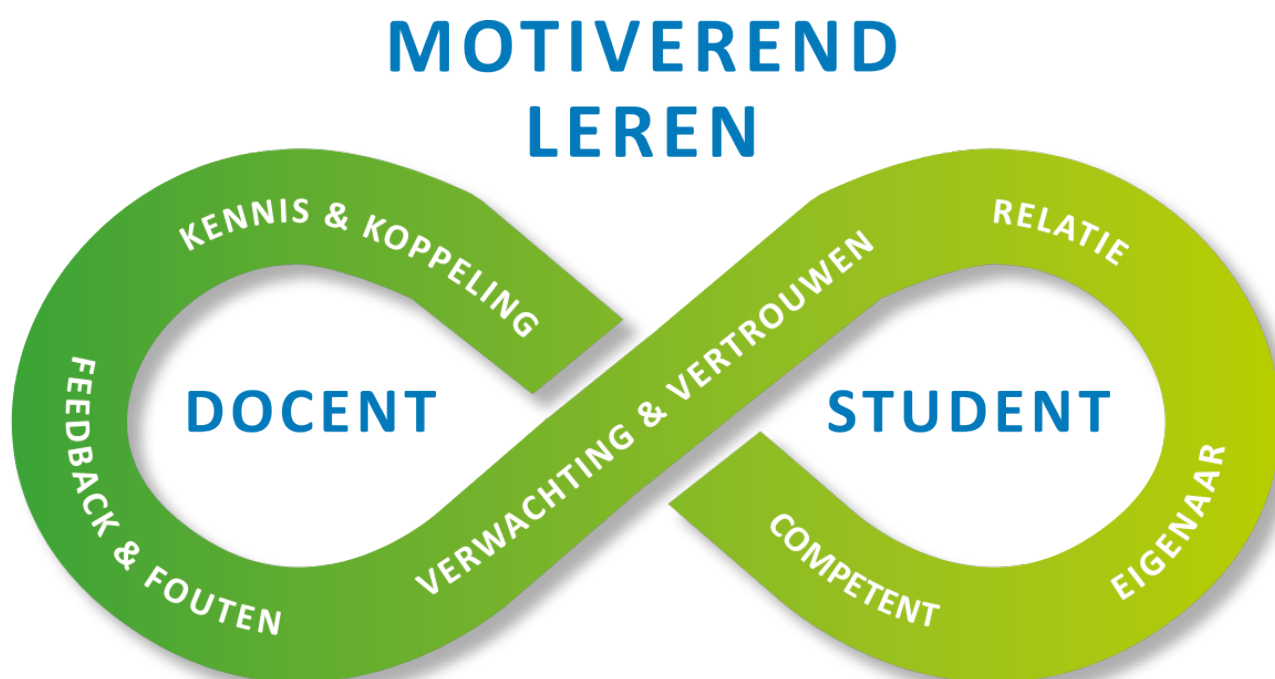 MOTIVEREND
LEREN
KENNIS & KOPPELING
FEEDBACK & FOUTEN
DOCENT
VERWACHTING & VERTROUWEN
RELATIE
STUDENT
EIGENAAR
COMPETENT